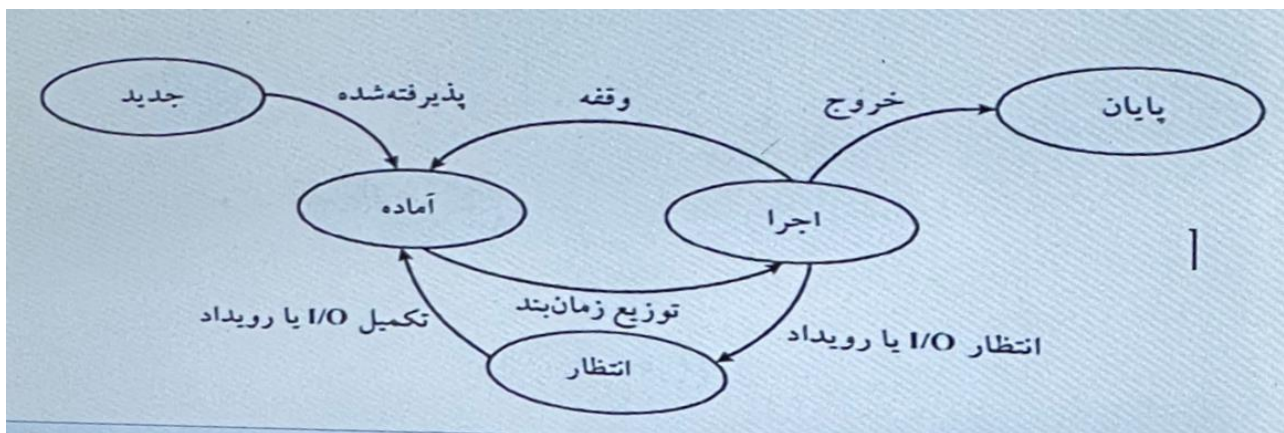 جدید
پذیرفته‌شده
وقفه
خروج
پایان
آماده
اجرا
توزیع زمان‌بند
تکمیل I/O یا رویداد
انتظار I/O یا رویداد
انتظار